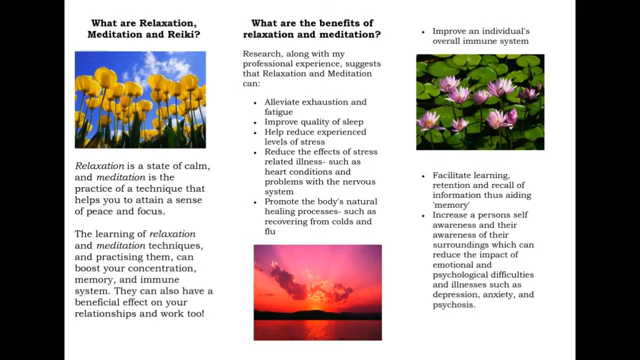 What are Relaxation,
Meditation and Reiki?
Relaxation is a state of calm,
and meditation is the
practice of a technique that
helps you to attain a sense
of peace and focus.
The learning of relaxation
and meditation techniques,
and practising them, can
boost your concentration,
memory, and immune
system. They can also have a
beneficial effect on your
relationships and work too!
What are the benefits of
relaxation and meditation?
Research, along with my
professional experience, suggests
that Relaxation and Meditation
can:
• Alleviate exhaustion and
fatigue
• Improve quality of sleep
• Help reduce experienced
levels of stress
• Reduce the effects of stress
related illness- such as
heart conditions and
problems with the nervous
system
• Promote the body's natural
healing processes- such as
recovering from colds and
flu
• Improve an individual's
overall immune system
• Facilitate learning,
retention and recall of
information thus aiding
'memory'
• Increase a persons self
awareness and their
awareness of their
surroundings which can
reduce the impact of
emotional and
psychological difficulties
and illnesses such as
depression, anxiety, and
psychosis.